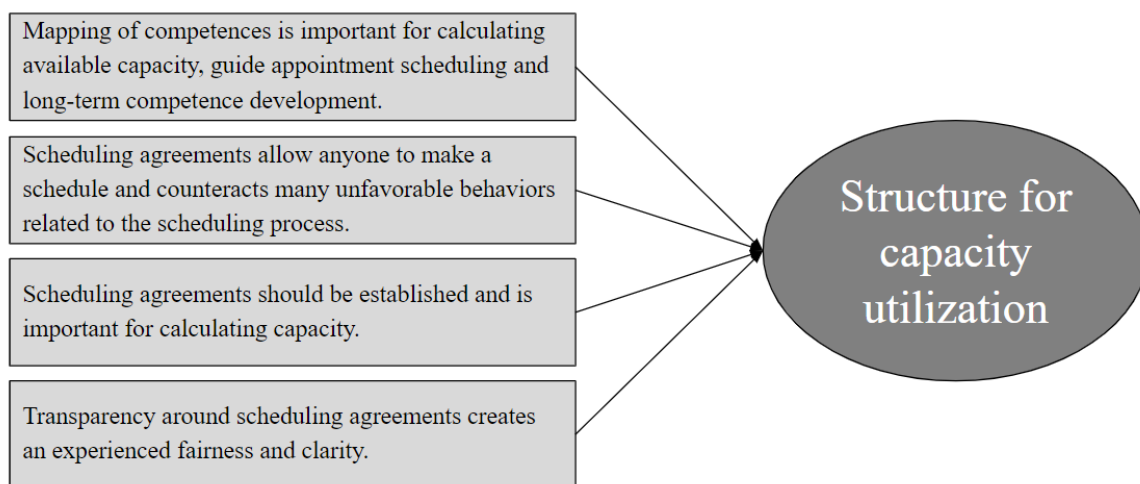 Mapping of competences is important for calculating
available capacity, guide appointment scheduling and
long-term competence development.
Scheduling agreements allow anyone to make a
schedule and counteracts many unfavorable behaviors
related to the scheduling process.
Scheduling agreements should be established and is
important for calculating capacity.
Transparency around scheduling agreements creates
an experienced fairness and clarity.
Structure for
capacity
utilization